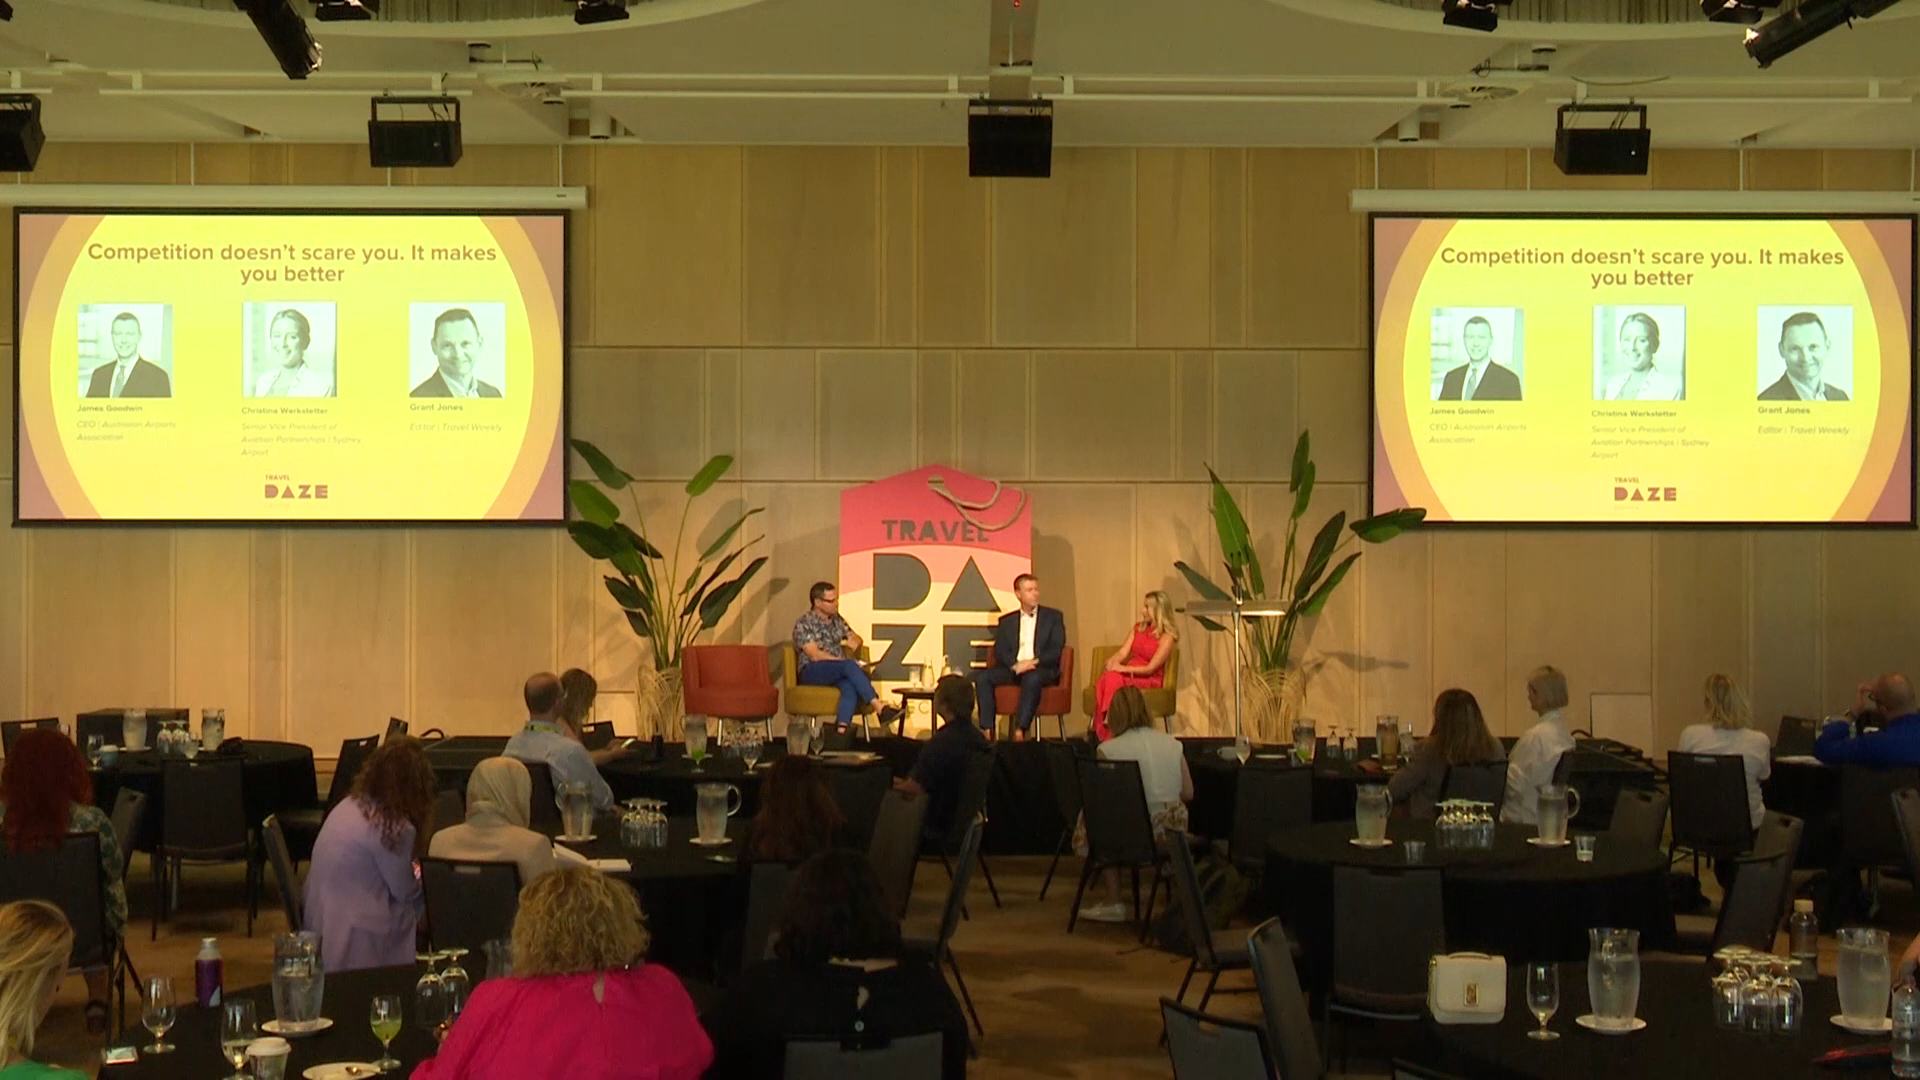 Competition doesn't scare you. It makes
you better
James Goodwin
CEO | Australian Airports
Association
Christina Werkstetter
Senior Vice President of
Aviation Partnerships | Sydney
Airport
Grant Jones
Editor | Travel Weekly
TRAVEL
DAZE
TRAVEL
DA
ZE
Competition doesn't scare you. It makes
you better
James Goodwin
CEO | Australian Airports
Association
Christina Werkstetter
Senior Vice President of
Aviation Partnerships | Sydney
Airport
Grant Jones
Editor | Travel Weekly
TRAVEL
DAZE